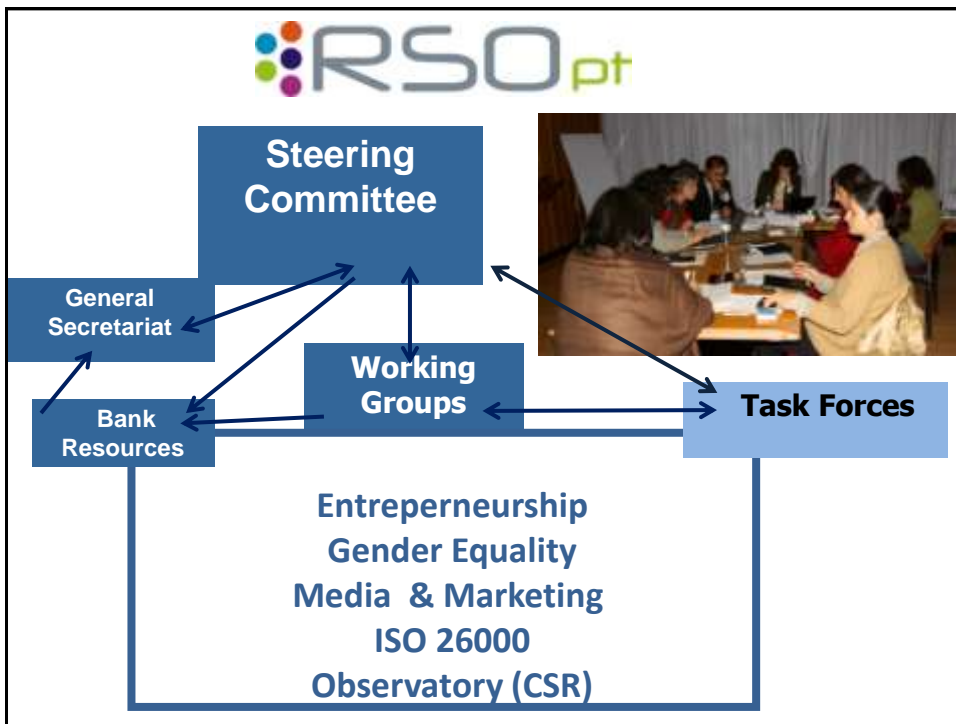 RSOpt
Steering
Committee
General
Secretariat
Working
Groups
Task Forces
Bank
Resources
Entreperneurship
Gender Equality
Media & Marketing
ISO 26000
Observatory (CSR)